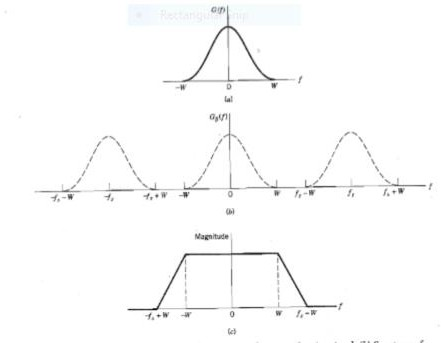 Rectangular Snip
G(f)
-W 0 W f
(a)
Gδ(f)
-fs-W -fs -fs+W -W 0 W fs-W fs fs+W f
(b)
Magnitude
-fs+W -W 0 W fs-W f
(c)